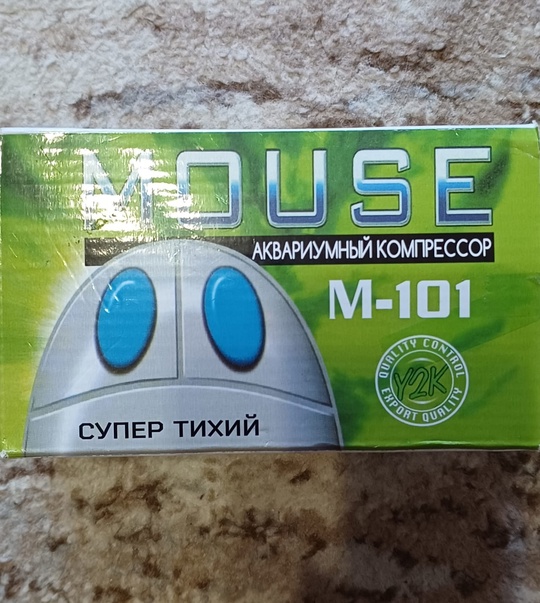 MOUSE
АКВАРИУМНЫЙ КОМПРЕССОР
М-101
QUALITY CONTROL
Y2K
EXPORT QUALITY
СУПЕР ТИХИЙ